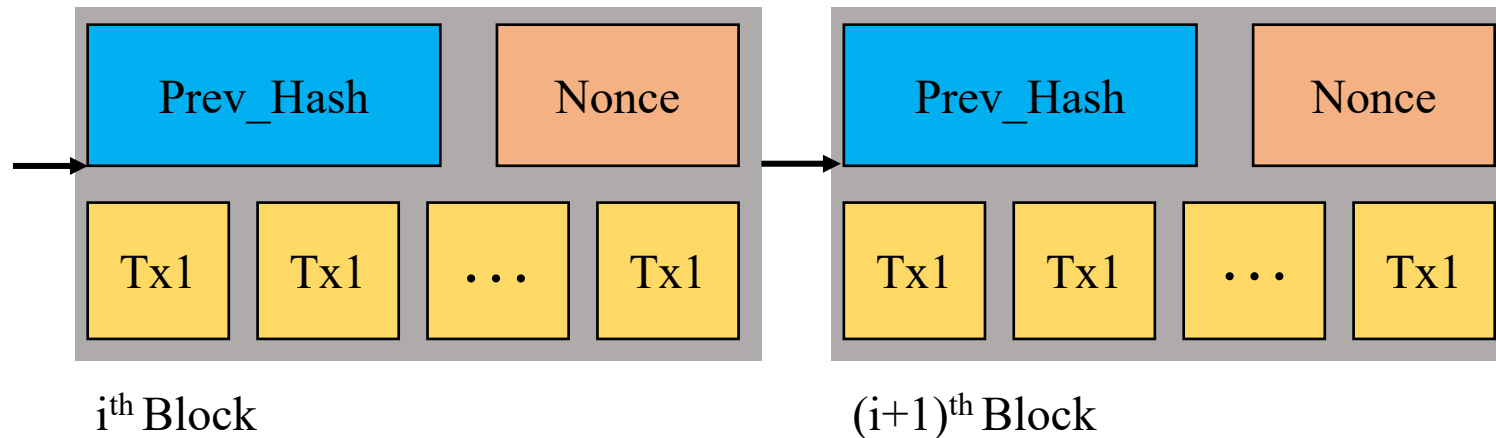 Prev_Hash Nonce Prev_Hash Nonce
Tx1 Tx1 ... Tx1 Tx1 Tx1 ... Tx1
ith Block (i+1)th Block